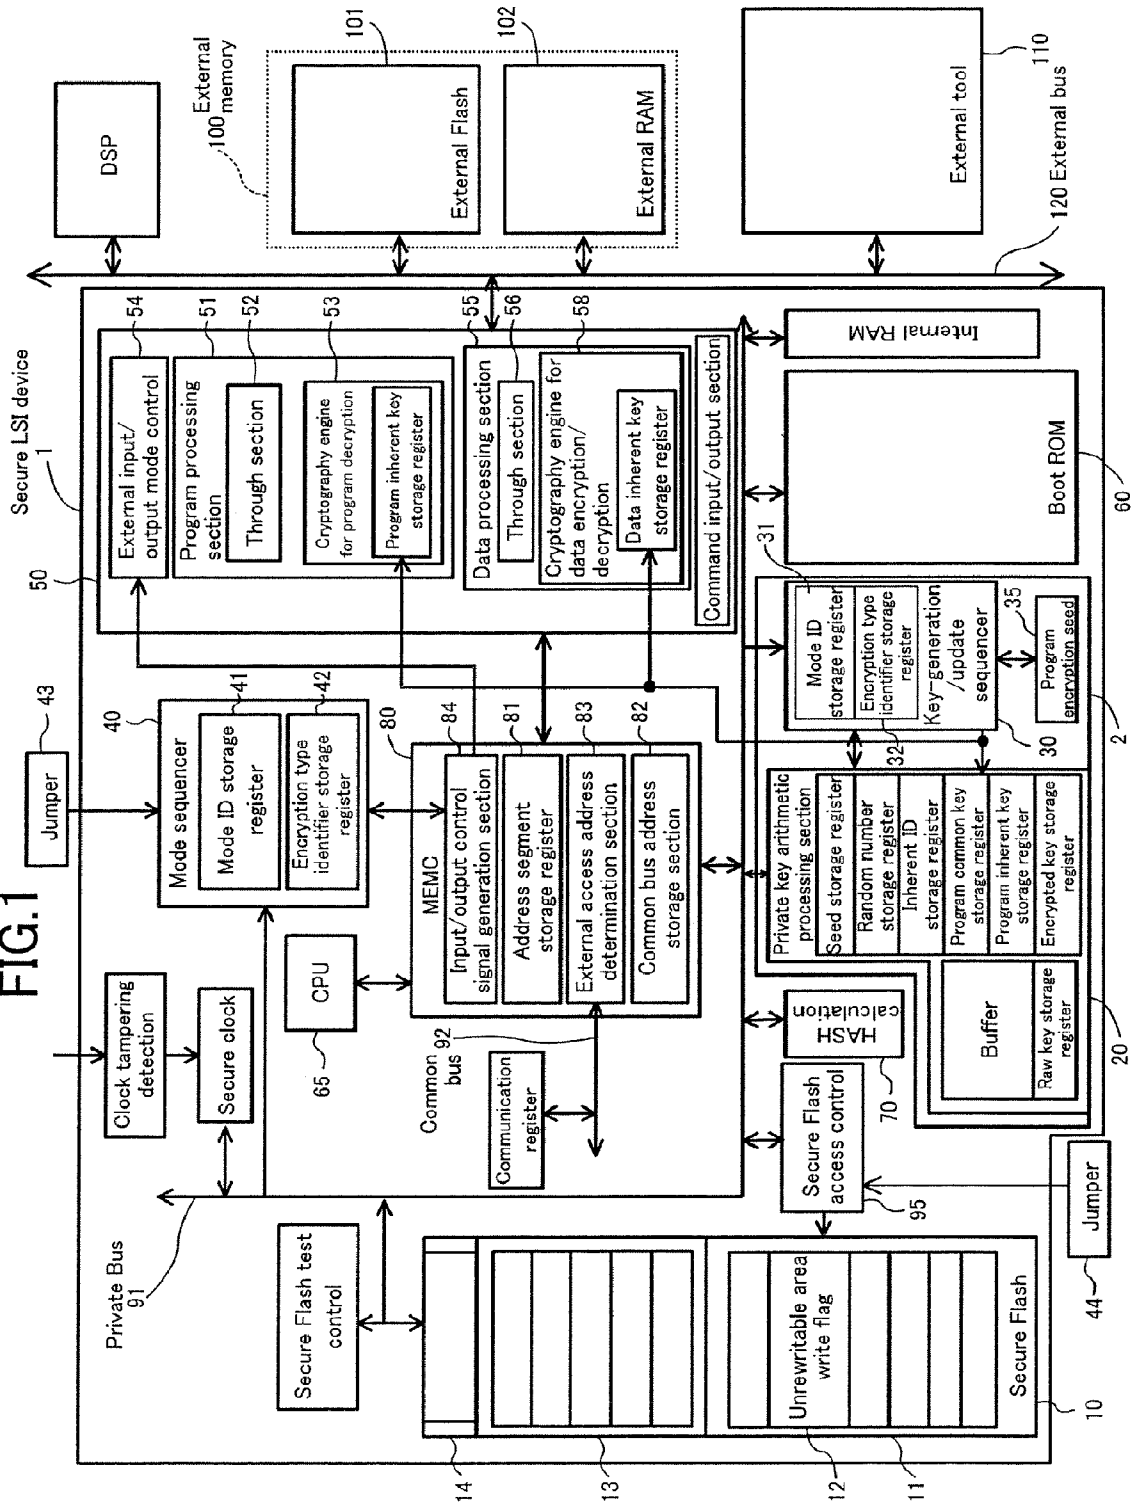 FIG.1
Secure LSI device
1
Jumper
43
Clock tampering
detection
Secure clock
Private Bus
91
Secure Flash test
control
Mode sequencer
40
Mode ID storage
register
41
Encryption type
identifier storage
register
42
CPU
65
Common
bus
92
Communication
register
MEMC
80
Input/output control
signal generation section
84
Address segment
storage register
81
External access address
determination section
83
Common bus address
storage section
82
50
External input/
output mode control
54
Program processing
section
51
Through section
52
Cryptography engine
for program decryption
53
Program inherent key
storage register
Data processing section
55
Through section
56
Cryptography engine for
data encryption/
decryption
58
Data inherent key
storage register
Command input/output section
DSP
External
memory
100
External Flash
101
External RAM
102
External tool
110
120 External bus
Internal RAM
Boot ROM
60
Mode ID
storage register
31
Encryption type
identifier storage
register
32
Key-generation
/update
sequencer
30
Program
encryption seed
35
2
Private key arithmetic
processing section
Seed storage register
Random number
storage register
Inherent ID
storage register
Program common key
storage register
Program inherent key
storage register
Encrypted key storage
register
Buffer
Raw key storage
register
20
HASH
calculation
70
Secure Flash
access control
95
Jumper
44
Unrewritable area
write flag
Secure Flash
10
14
13
12
11